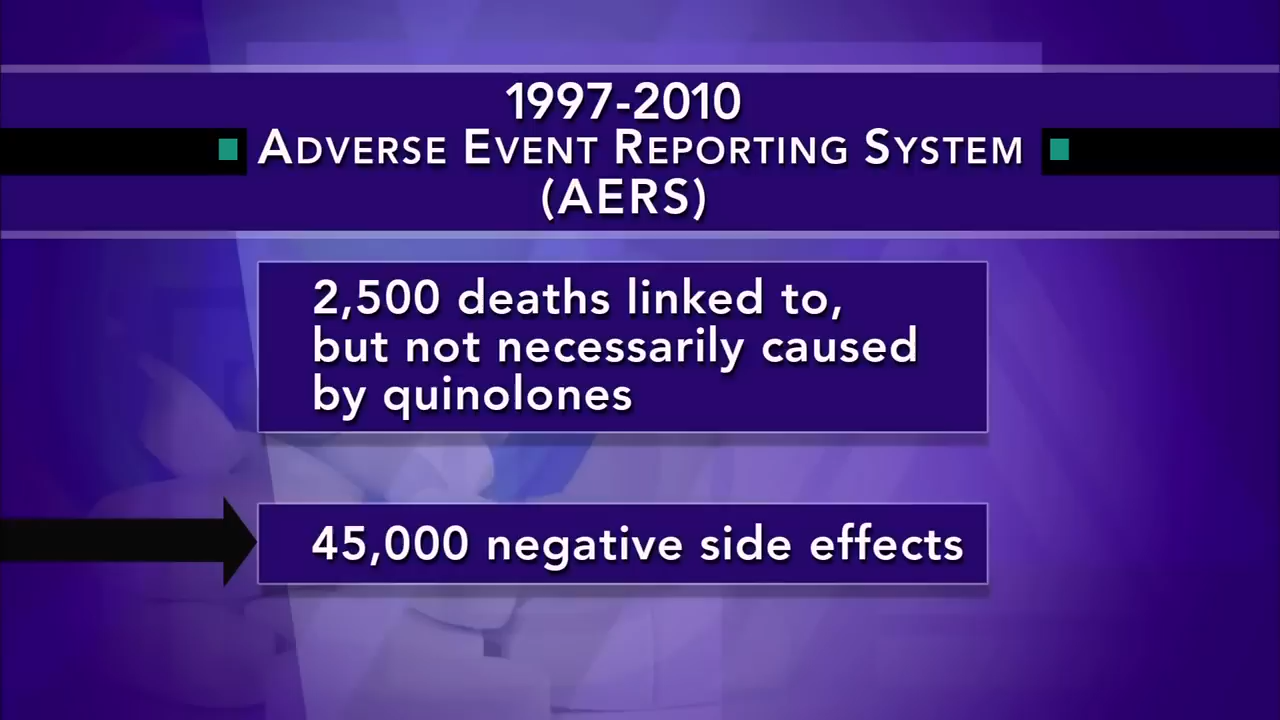 1997-2010
Adverse Event Reporting System
(AERS)
2,500 deaths linked to,
but not necessarily caused
by quinolones
45,000 negative side effects